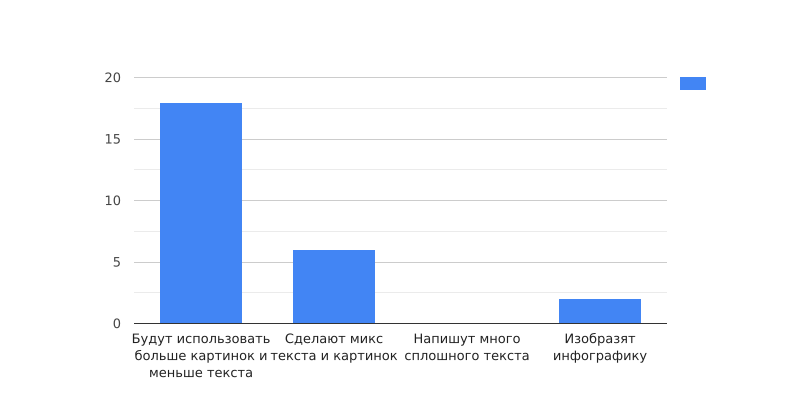 20
15
10
5
0
Будут использовать
больше картинок и
меньше текста
Сделают микс
текста и картинок
Напишут много
сплошного текста
Изобразят
инфографику